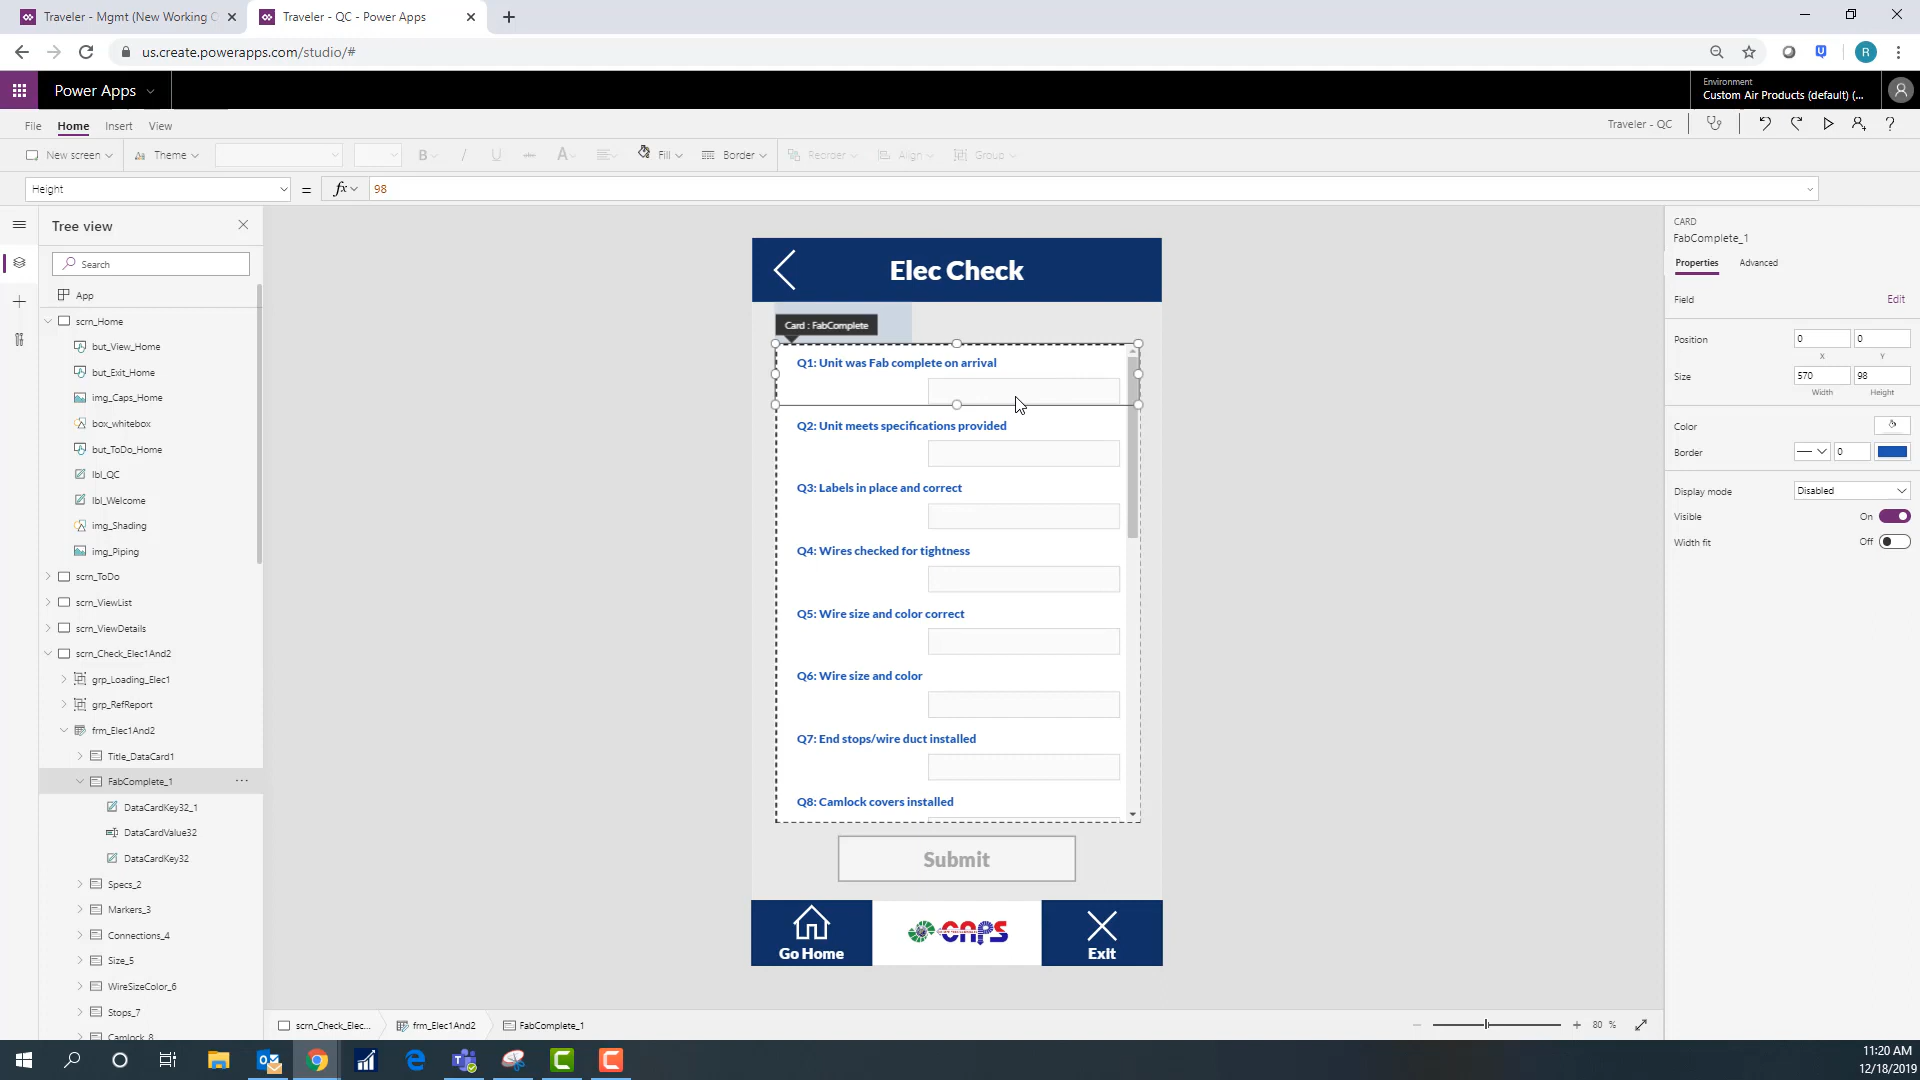 Traveler - Mgmt (New Working C
Traveler - QC - Power Apps
us.create.powerapps.com/studio/#
R
Power Apps
Environment
Custom Air Products (default) (...
File Home Insert View
Traveler - QC
New screen Theme B I U A Fill Border Reorder Align Group
Height = fx 98
Tree view
Search
App
scrn_Home
but_View_Home
but_Exit_Home
img_Caps_Home
box_whitebox
but_ToDo_Home
lbl_QC
lbl_Welcome
img_Shading
img_Piping
scrn_ToDo
scrn_ViewList
scrn_ViewDetails
scrn_Check_Elec1And2
grp_Loading_Elec1
grp_RefReport
frm_Elec1And2
Title_DataCard1
FabComplete_1 ...
DataCardKey32_1
DataCardValue32
DataCardKey32
Specs_2
Markers_3
Connections_4
Size_5
WireSizeColor_6
Stops_7
Camlock_8
Elec Check
Card : FabComplete
Q1: Unit was Fab complete on arrival
Q2: Unit meets specifications provided
Q3: Labels in place and correct
Q4: Wires checked for tightness
Q5: Wire size and color correct
Q6: Wire size and color
Q7: End stops/wire duct installed
Q8: Camlock covers installed
Submit
Go Home
CAPS
Exit
CARD
FabComplete_1
Properties Advanced
Field Edit
Position 0 0
X Y
Size 570 98
Width Height
Color
Border 0
Display mode Disabled
Visible On
Width fit Off
scrn_Check_Elec... frm_Elec1And2 FabComplete_1
80 %
11:20 AM
12/18/2019